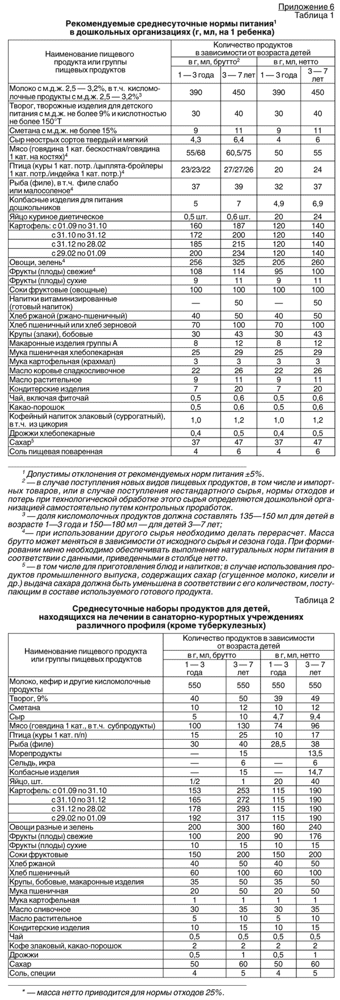 Приложение 6
Таблица 1
Рекомендуемые среднесуточные нормы питания¹
в дошкольных организациях (г, мл, на 1 ребенка)
Наименование пищевого
продукта или группы
пищевых продуктов
Количество продуктов
в зависимости от возраста детей
в г, мл, брутто² в г, мл, нетто
1 — 3 года 3 — 7 лет 1 — 3 года 3 — 7
лет
Молоко с м.д.ж. 2,5 — 3,2%, в т.ч. кисломо-
лочные продукты с м.д.ж. 2,5 — 3,2%³ 390 450 390 450
Творог, творожные изделия для детского
питания с м.д.ж. не более 9% и кислотностью
не более 150°Т 30 40 30 40
Сметана с м.д.ж. не более 15% 9 11 9 11
Сыр неострых сортов твердый и мягкий 4,3 6,4 4 6
Мясо (говядина 1 кат. бескостная/говядина
1 кат. на костях)⁴ 55/68 60,5/75 50 55
Птица (куры 1 кат. потр. /цыплята-бройлеры
1 кат. потр./индейка 1 кат. потр.)⁴ 23/23/22 27/27/26 20 24
Рыба (филе), в т.ч. филе слабо
или малосоленое⁴ 37 39 32 37
Колбасные изделия для питания
дошкольников 5 7 4,9 6,9
Яйцо куриное диетическое 0,5 шт. 0,6 шт. 20 24
Картофель: с 01.09 по 31.10 160 187 120 140
с 31.10 по 31.12 172 200 120 140
с 31.12 по 28.02 185 215 120 140
с 29.02 по 01.09 200 234 120 140
Овощи, зелень⁴ 256 325 205 260
Фрукты (плоды) свежие⁴ 108 114 95 100
Фрукты (плоды) сухие 9 11 9 11
Соки фруктовые (овощные) 100 100 100 100
Напитки витаминизированные
(готовый напиток) — 50 — 50
Хлеб ржаной (ржано-пшеничный) 40 50 40 50
Хлеб пшеничный или хлеб зерновой 70 100 70 100
Крупы (злаки), бобовые 30 43 30 43
Макаронные изделия группы А 8 12 8 12
Мука пшеничная хлебопекарная 25 29 25 29
Мука картофельная (крахмал) 3 3 3 3
Масло коровье сладкосливочное 22 26 22 26
Масло растительное 9 11 9 11
Кондитерские изделия 7 20 7 20
Чай, включая фиточай 0,5 0,6 0,5 0,6
Какао-порошок 0,5 0,6 0,5 0,6
Кофейный напиток злаковый (суррогатный),
в т.ч. из цикория 1,0 1,2 1,0 1,2
Дрожжи хлебопекарные 0,4 0,5 0,4 0,5
Сахар⁵ 37 47 37 47
Соль пищевая поваренная 4 6 4 6
¹ Допустимы отклонения от рекомендуемых норм питания ±5%.
² — в случае поступления новых видов пищевых продуктов, в том числе и импорт-
ных товаров, или в случае поступления нестандартного сырья, нормы отходов и
потерь при технологической обработке этого сырья определяются дошкольной орга-
низацией самостоятельно путем контрольных проработок.
³ — доля кисломолочных продуктов должна составлять 135—150 мл для детей в
возрасте 1—3 года и 150—180 мл — для детей 3—7 лет;
⁴— при использовании другого сырья необходимо делать перерасчет. Масса
брутто может меняться в зависимости от исходного сырья и сезона года. При форми-
ровании меню необходимо обеспечивать выполнение натуральных норм питания в
соответствии с данными, приведенными в столбце нетто.
⁵ — в том числе для приготовления блюд и напитков; в случае использования про-
дуктов промышленного выпуска, содержащих сахар (сгущенное молоко, кисели и
др.) выдача сахара должна быть уменьшена в соответствии с его количеством, посту-
пающим в составе используемого готового продукта.
Таблица 2
Среднесуточные наборы продуктов для детей,
находящихся на лечении в санаторно-курортных учреждениях
различного профиля (кроме туберкулезных)
Наименование пищевого продукта
или группы пищевых продуктов
Количество продуктов в зависимости
от возраста детей
в г, мл, брутто в г, мл, нетто
1 — 3 3 — 7 1 — 3 3 — 7
года лет года лет
Молоко, кефир и другие кисломолочные
продукты 550 550 550 550
Творог, 9% 40 50 39 49
Сметана 10 12 10 12
Сыр 5 10 4,7 9,4
Мясо (говядина 1 кат., в т.ч. субпродукты) 100 130 74 96
Птица (куры 1 кат. п/п) 15 25 10 17
Рыба (филе) 30 40 28,5 38
Морепродукты — 15 13,5
Сельдь, икра — 6 — 6
Колбасные изделия — 15 14,7
Яйцо, шт. 1/2 1 20 40
Картофель: с 01.09 по 31.10 153 253 115 190
с 31.10 по 31.12 165 272 115 190
с 31.12 по 28.02 178 293 115 190
с 29.02 по 01.09 192 317 115 190
Овощи разные и зелень 200 300 160 240
Фрукты (плоды) свежие 100 200 90 176
Фрукты (плоды) сухие 10 15 10 15
Соки фруктовые 150 200 150 200
Хлеб ржаной 40 50 40 50
Хлеб пшеничный 60 100 60 100
Крупы, бобовые, макаронные изделия 35 50 35 50
Мука пшеничная 20 50 20 50
Мука картофельная 1 1 1 1
Масло сливочное 30 35 30 35
Масло растительное 5 10 5 10
Кондитерские изделия 10 15 10 15
Чай 0,5 0,5 0,5 0,5
Кофе злаковый, какао-порошок 2 2 2 2
Дрожжи 0,5 1 0,5 1
Сахар 50 60 50 60
Соль, специи 4 5 4 5
* — масса нетто приводится для нормы отходов 25%.